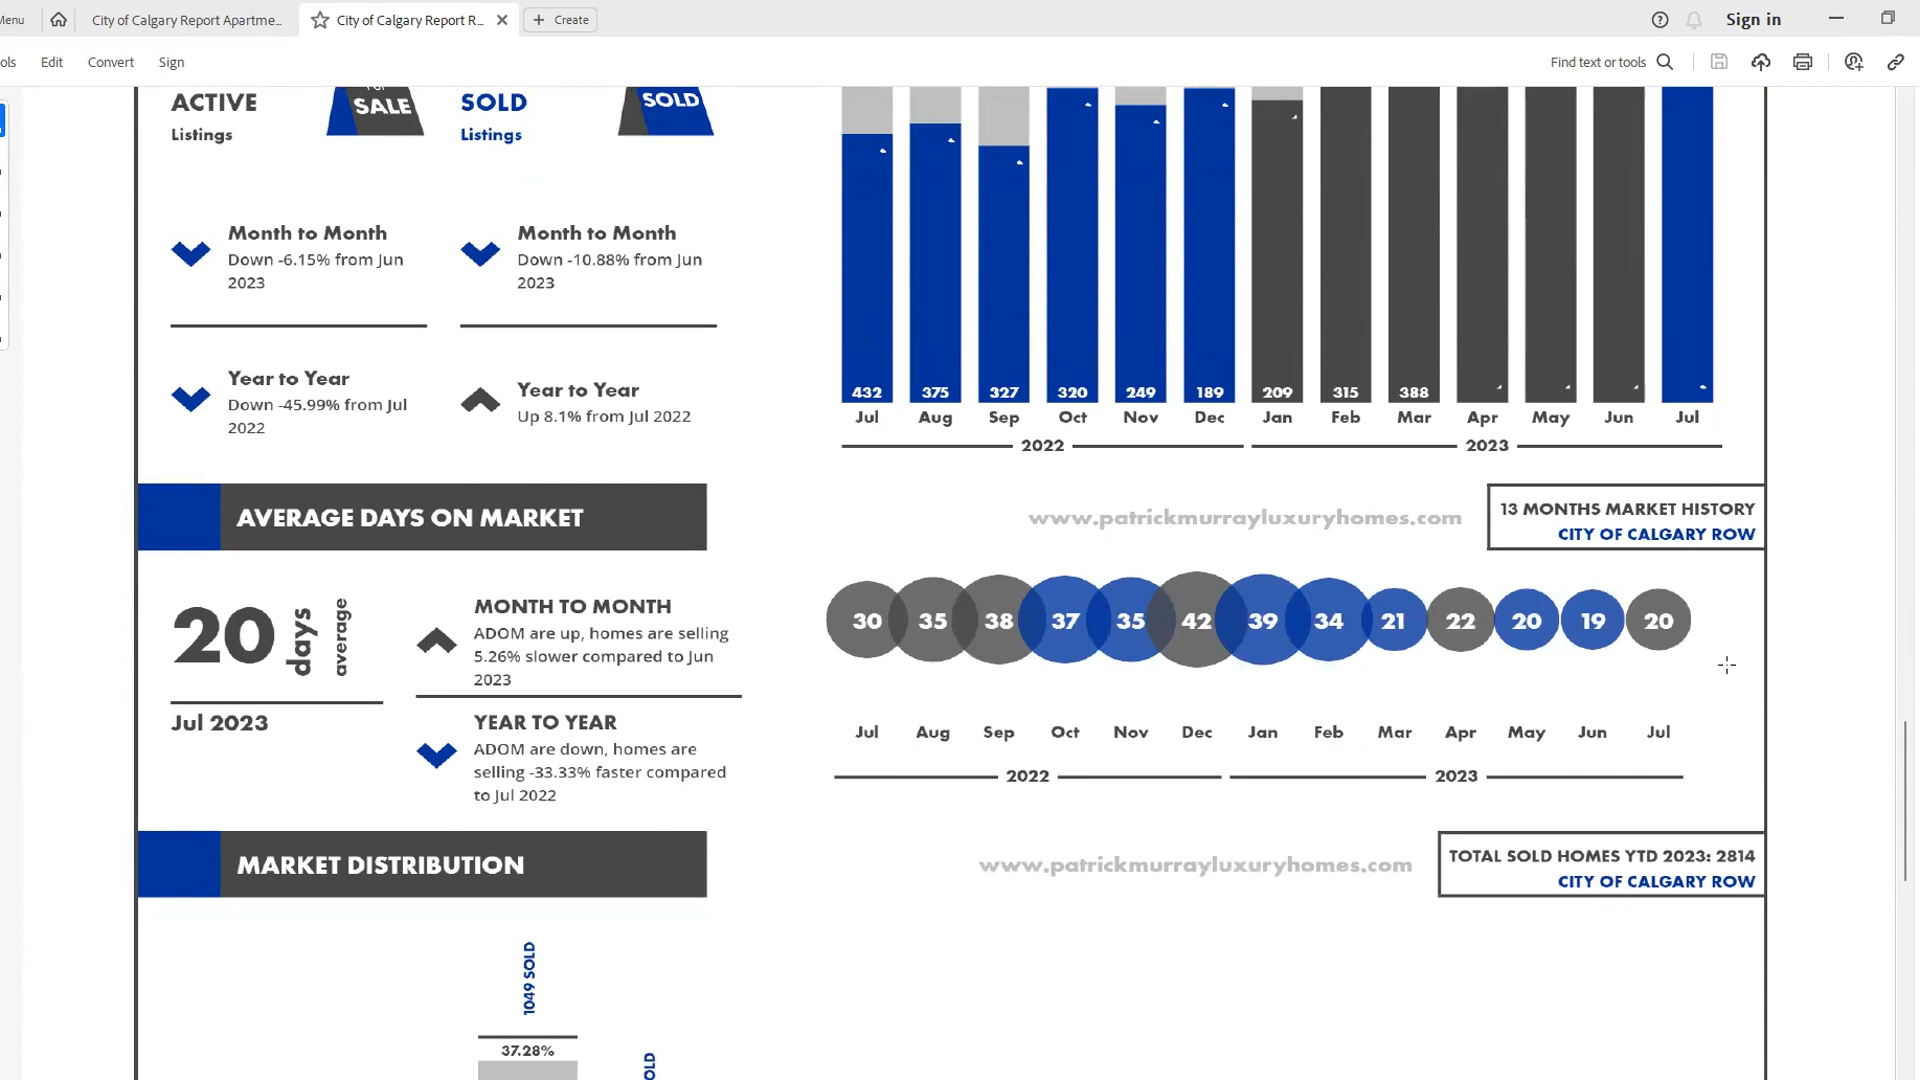 Menu
City of Calgary Report Apartme...
City of Calgary Report R...
Create
Sign in
ols
Edit
Convert
Sign
Find text or tools
ACTIVE
Listings
SALE
SOLD
Listings
SOLD
Month to Month
Down -6.15% from Jun
2023
Month to Month
Down -10.88% from Jun
2023
Year to Year
Down -45.99% from Jul
2022
Year to Year
Up 8.1% from Jul 2022
432 375 327 320 249 189 209 315 388
Jul Aug Sep Oct Nov Dec Jan Feb Mar Apr May Jun Jul
2022 2023
AVERAGE DAYS ON MARKET
www.patrickmurrayluxuryhomes.com
13 MONTHS MARKET HISTORY
CITY OF CALGARY ROW
20
days
average
Jul 2023
MONTH TO MONTH
ADOM are up, homes are selling
5.26% slower compared to Jun
2023
YEAR TO YEAR
ADOM are down, homes are
selling -33.33% faster compared
to Jul 2022
30 35 38 37 35 42 39 34 21 22 20 19 20
Jul Aug Sep Oct Nov Dec Jan Feb Mar Apr May Jun Jul
2022 2023
MARKET DISTRIBUTION
www.patrickmurrayluxuryhomes.com
TOTAL SOLD HOMES YTD 2023: 2814
CITY OF CALGARY ROW
1049 SOLD
37.28%
OLD